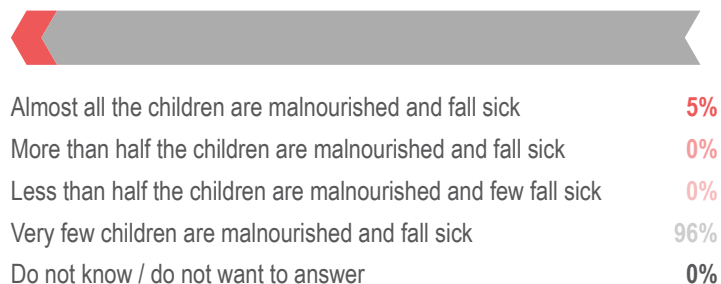 Almost all the children are malnourished and fall sick 5%
More than half the children are malnourished and fall sick 0%
Less than half the children are malnourished and few fall sick 0%
Very few children are malnourished and fall sick 96%
Do not know / do not want to answer 0%